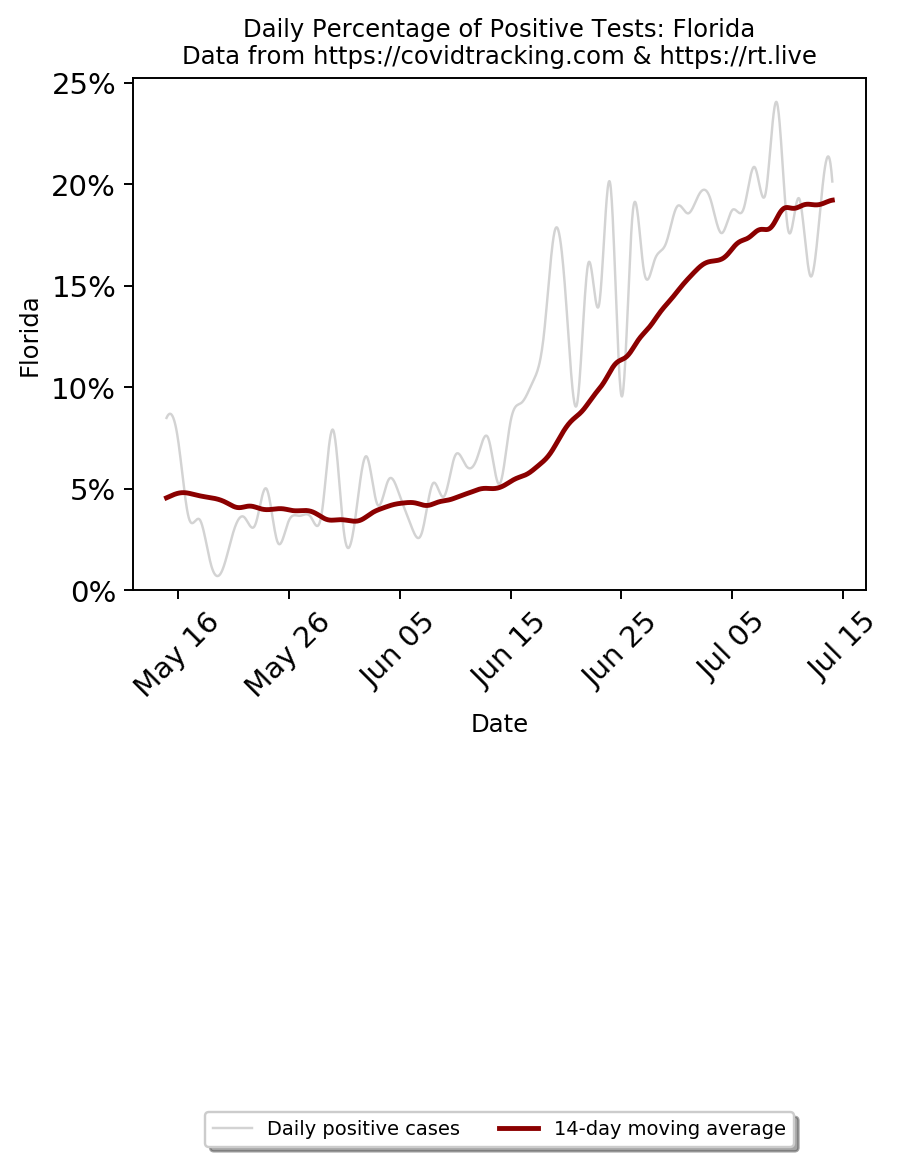 Daily Percentage of Positive Tests: Florida
Data from https://covidtracking.com & https://rt.live
25%
20%
15%
10%
5%
0%
Florida
May 16
May 26
Jun 05
Jun 15
Jun 25
Jul 05
Jul 15
Date
Daily positive cases
14-day moving average